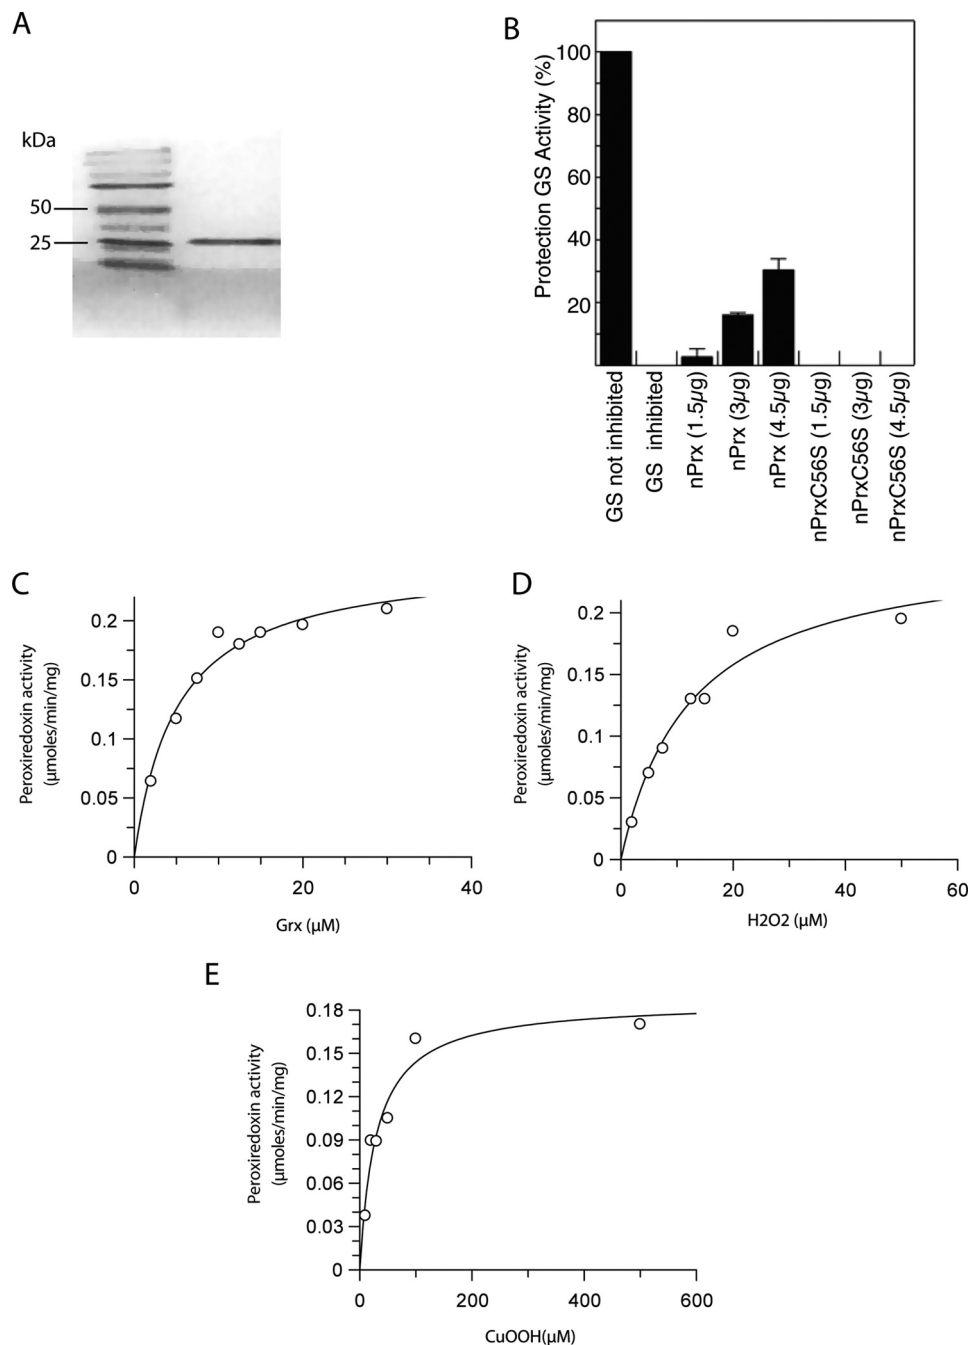 A
kDa
50
25
B
Protection GS Activity (%)
100
80
60
40
20
GS not inhibited
GS inhibited
nPrx (1.5µg)
nPrx (3µg)
nPrx (4.5µg)
nPrxC56S (1.5µg)
nPrxC56S (3µg)
nPrxC56S (4.5µg)
C
Peroxiredoxin activity
(µmoles/min/mg)
0.2
0.15
0.1
0.05
0
0
20
40
Grx (µM)
D
Peroxiredoxin activity
(µmoles/min/mg)
0.2
0.15
0.1
0.05
0
0
20
40
60
H2O2 (µM)
E
Peroxiredoxin activity
(µmoles/min/mg)
0.18
0.15
0.12
0.09
0.06
0.03
0
0
200
400
600
CuOOH(µM)